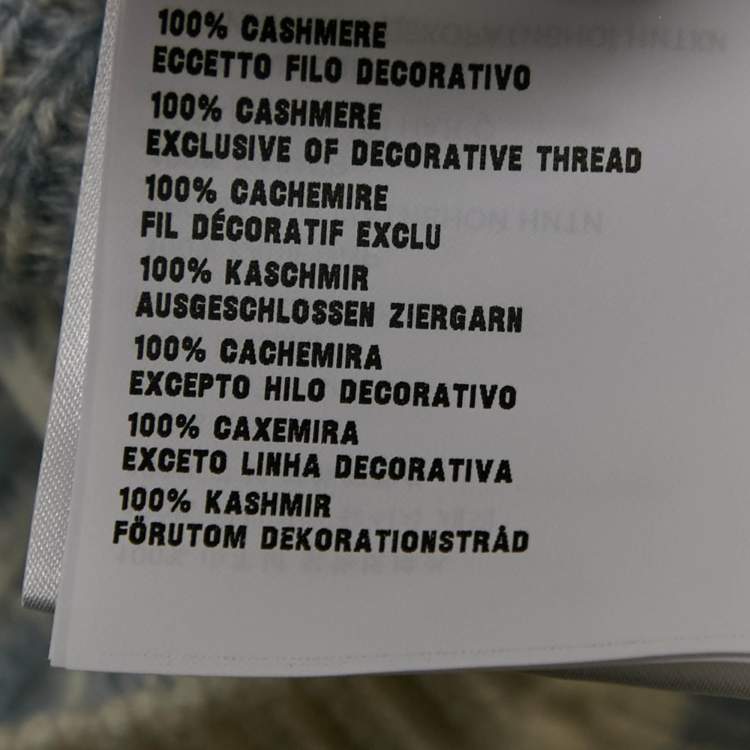 100% CASHMERE
ECCETTO FILO DECORATIVO
100% CASHMERE
EXCLUSIVE OF DECORATIVE THREAD
100% CACHEMIRE
FIL DÉCORATIF EXCLU
100% KASCHMIR
AUSGESCHLOSSEN ZIERGARN
100% CACHEMIRA
EXCEPTO HILO DECORATIVO
100% CAXEMIRA
EXCETO LINHA DECORATIVA
100% KASHMIR
FÖRUTOM DEKORATIONSTRÅD